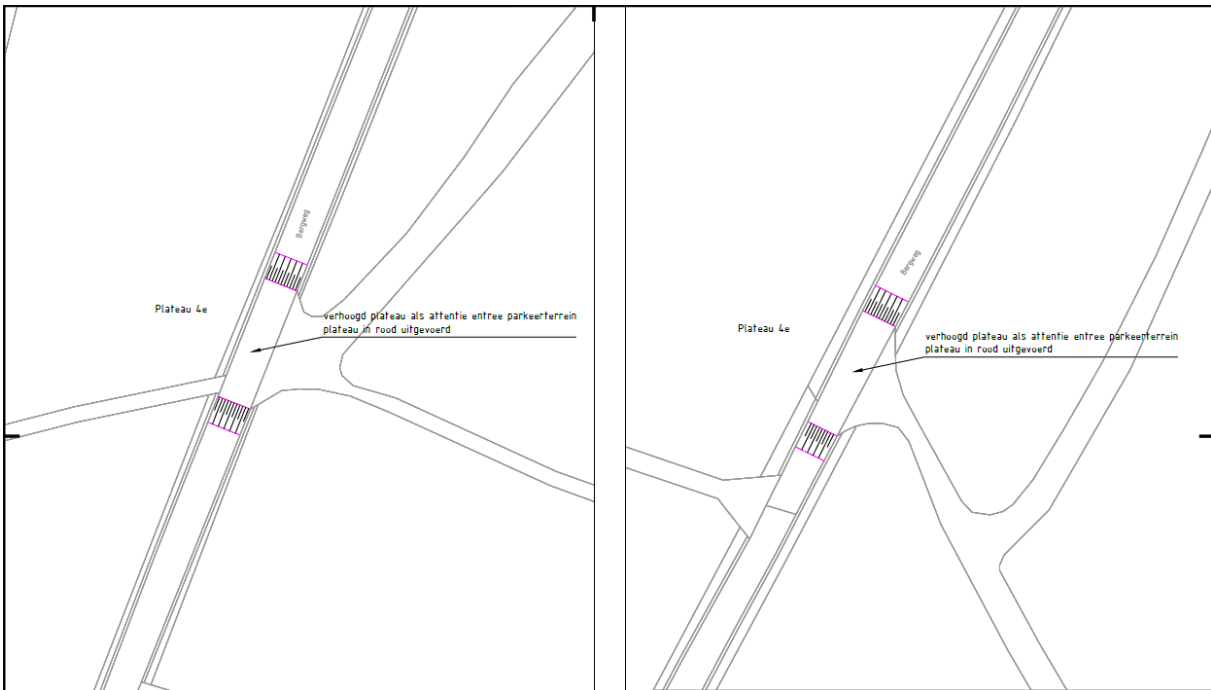 Bergweg
Plateau 4e
verhoogd plateau als attentie entree parkeerterrein
plateau in rood uitgevoerd
Bergweg
Plateau 4e
verhoogd plateau als attentie entree parkeerterrein
plateau in rood uitgevoerd